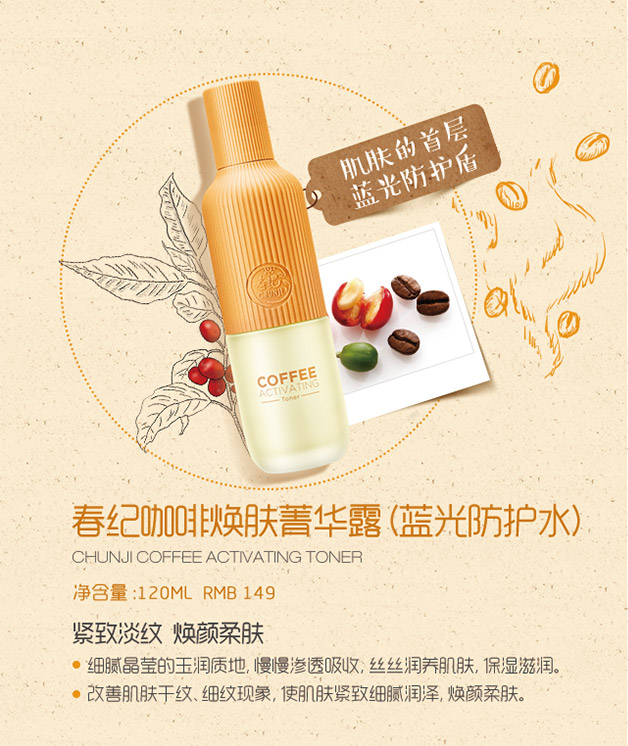 肌肤的首层
蓝光防护盾
COFFEE
ACTIVATING
Toner
春纪咖啡焕肤菁华露(蓝光防护水)
CHUNJI COFFEE ACTIVATING TONER
净含量:120ML RMB 149
紧致淡纹 焕颜柔肤
细腻晶莹的玉润质地,慢慢渗透吸收,丝丝润养肌肤,保湿滋润。
改善肌肤干纹、细纹现象,使肌肤紧致细腻润泽,焕颜柔肤。